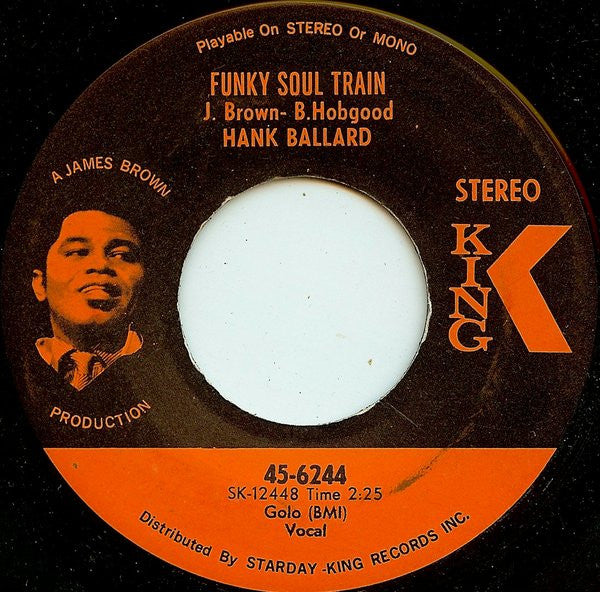 Playable On STEREO Or MONO
FUNKY SOUL TRAIN
J. Brown- B.Hobgood
HANK BALLARD
A JAMES BROWN
PRODUCTION
STEREO
KING
45-6244
SK-12448 Time 2:25
Golo (BMI)
Vocal
Distributed By STARDAY-KING RECORDS INC.